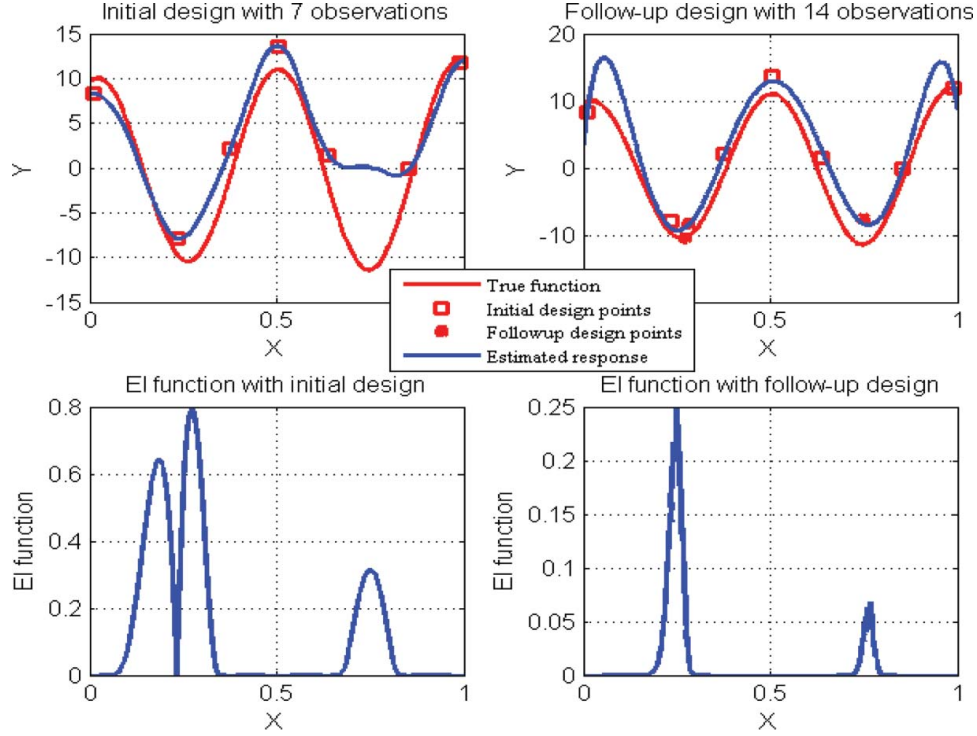 Initial design with 7 observations
Follow-up design with 14 observations
15
10
5
0
-5
-10
-15
Y
0
0.5
1
X
20
10
0
-10
Y
0
0.5
1
X
True function
Initial design points
Followup design points
Estimated response
EI function with initial design
EI function with follow-up design
0.8
0.6
0.4
0.2
0
EI function
0
0.5
1
X
0.25
0.2
0.15
0.1
0.05
0
EI function
0
0.5
1
X